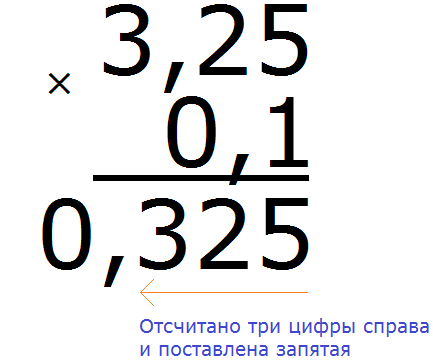 3,25
×
0,1
0,325
Отсчитано три цифры справа
и поставлена запятая